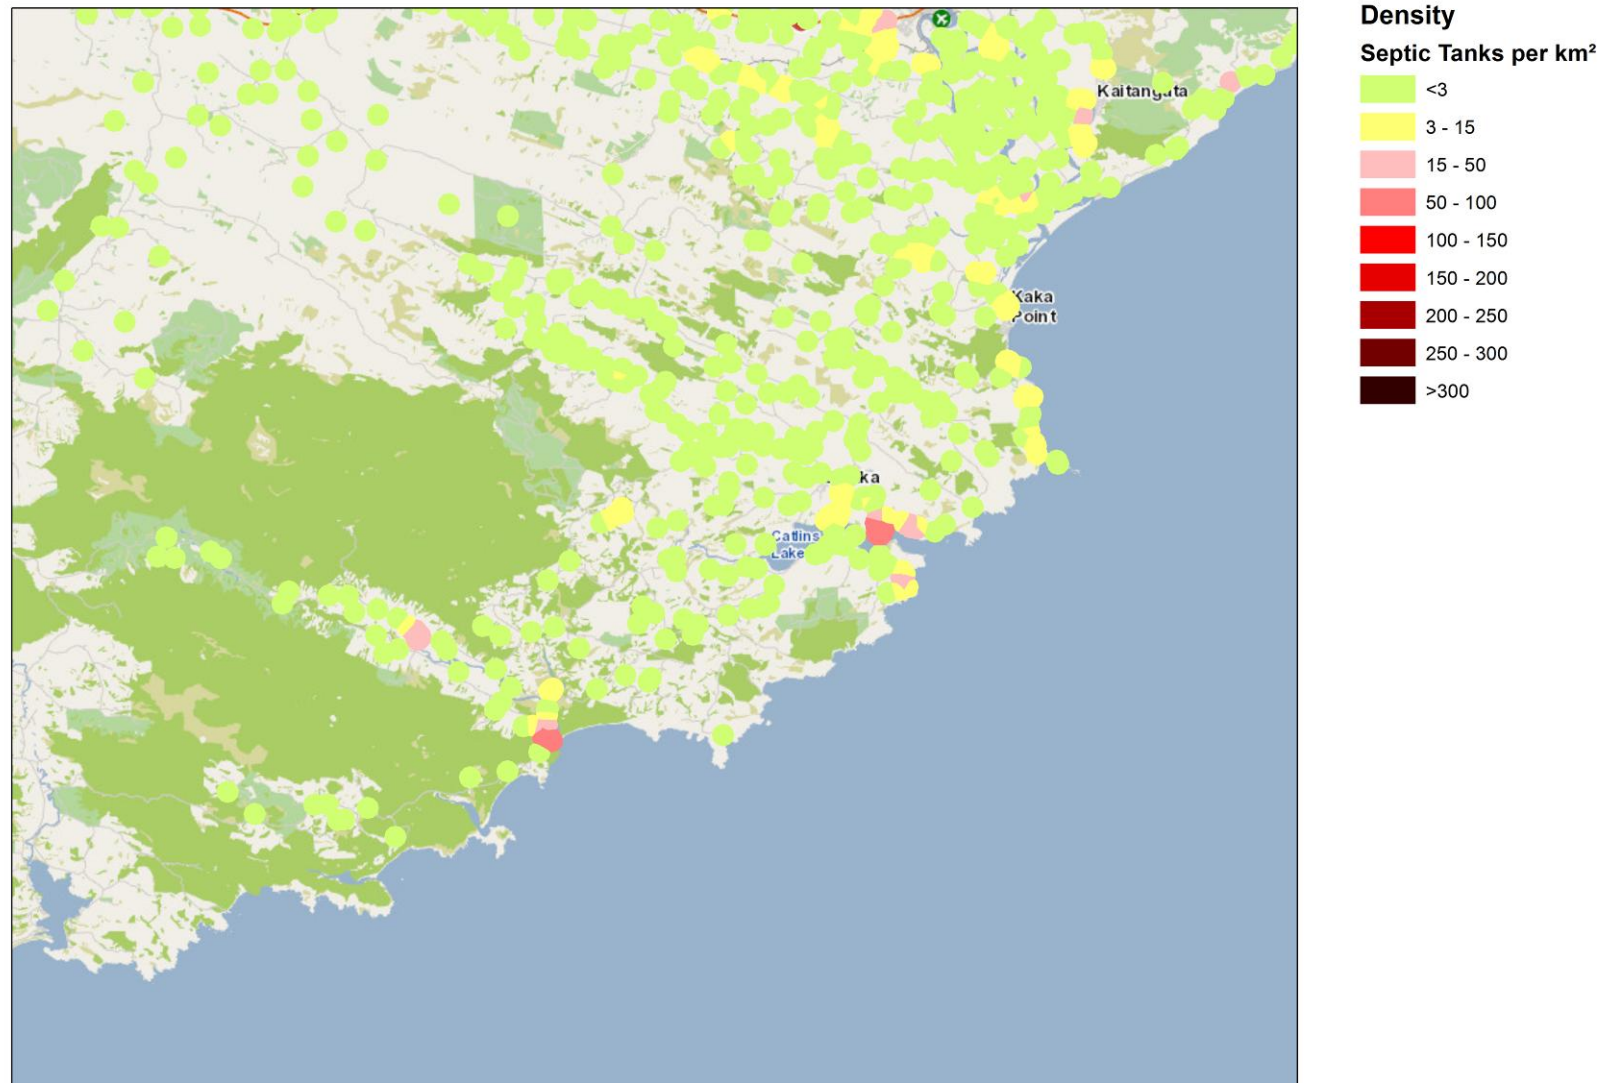 Density
Septic Tanks per km²
<3
3 - 15
15 - 50
50 - 100
100 - 150
150 - 200
200 - 250
250 - 300
>300
Kaitangata
Kaka
Point
Catlins
Lake